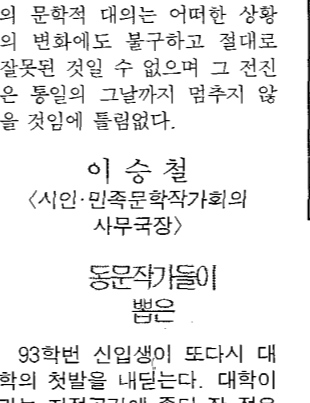 의 문학적 대의는 어떠한 상황
의 변화에도 불구하고 절대로
잘못된 것일 수 없으며 그 전진
은 통일의 그날까지 멈추지 않
을 것임에 틀림없다.
이 승 철
〈시인·민족문학작가회의
사무국장〉
동문작가들이
뽑은
93학번 신입생이 또다시 대
학의 첫발을 내딛는다. 대학이